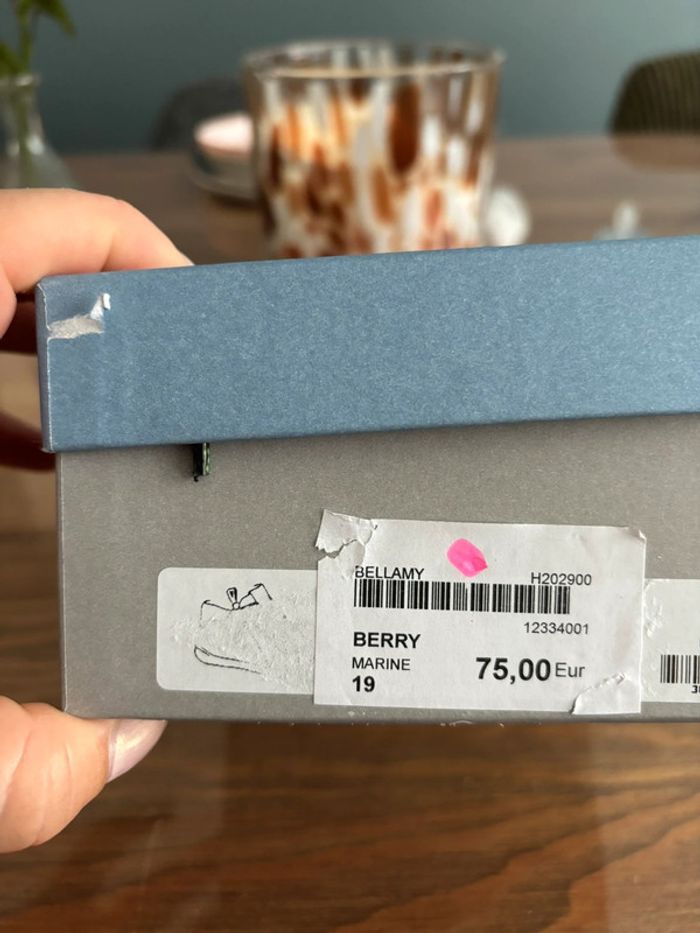 BELLAMY H202900
12334001
BERRY
MARINE 75,00 Eur
19